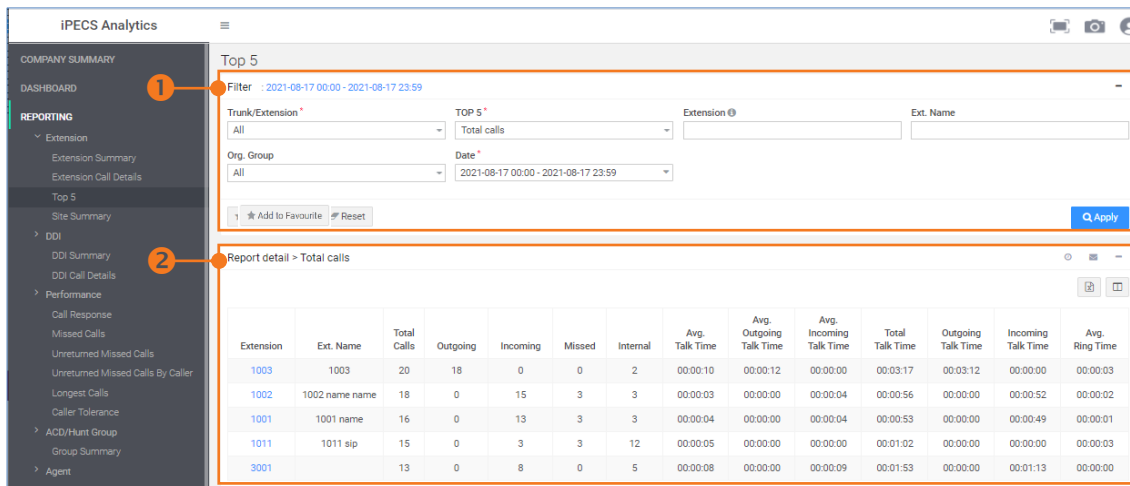 iPECS Analytics
COMPANY SUMMARY
DASHBOARD
REPORTING
Extension
Extension Summary
Extension Call Details
Top 5
Site Summary
DDI
DDI Summary
DDI Call Details
Performance
Call Response
Missed Calls
Unreturned Missed Calls
Unreturned Missed Calls By Caller
Longest Calls
Caller Tolerance
ACD/Hunt Group
Group Summary
Agent
Top 5
1
Filter : 2021-08-17 00:00 - 2021-08-17 23:59
Trunk/Extension * TOP 5 * Extension Ext. Name
All Total calls
Org. Group Date *
All 2021-08-17 00:00 - 2021-08-17 23:59
Add to Favourite Reset Apply
2
Report detail > Total calls
Extension Ext. Name Total Calls Outgoing Incoming Missed Internal Avg. Talk Time Avg. Outgoing Talk Time Avg. Incoming Talk Time Total Talk Time Outgoing Talk Time Incoming Talk Time Avg. Ring Time
1003 1003 20 18 0 0 2 00:00:10 00:00:12 00:00:00 00:03:17 00:03:12 00:00:00 00:00:03
1002 1002 name name 18 0 15 3 3 00:00:03 00:00:00 00:00:04 00:00:56 00:00:00 00:00:52 00:00:02
1001 1001 name 16 0 13 3 3 00:00:04 00:00:00 00:00:04 00:00:53 00:00:00 00:00:49 00:00:01
1011 1011 sip 15 0 3 3 12 00:00:05 00:00:00 00:00:00 00:01:02 00:00:00 00:00:00 00:00:03
3001 13 0 8 0 5 00:00:08 00:00:00 00:00:09 00:01:53 00:00:00 00:01:13 00:00:00